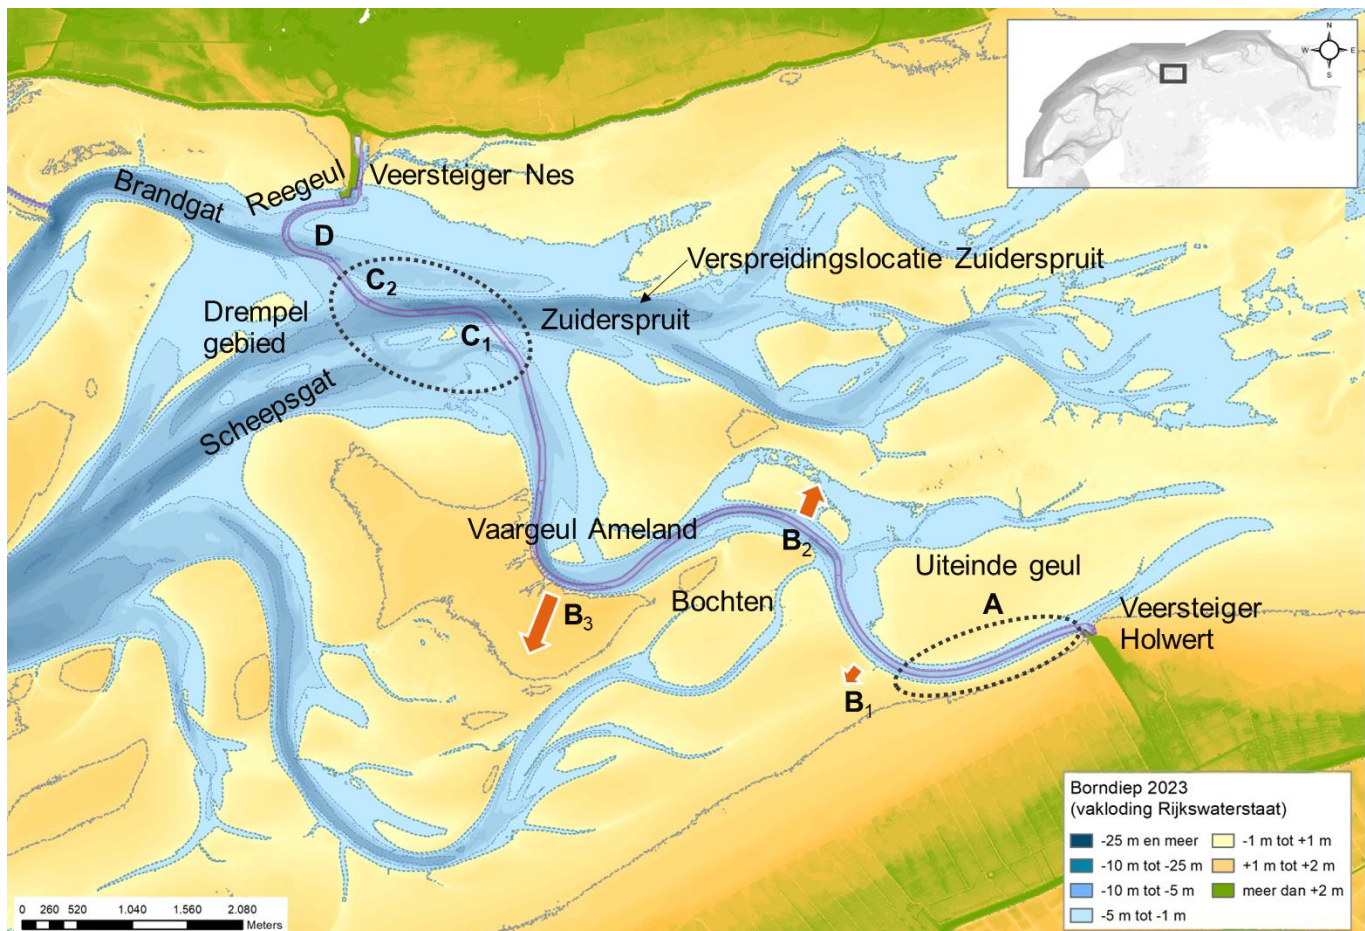 N
W
E
S
Veersteiger Nes
Reegeul
Brandgat
D
Verspreidingslocatie Zuiderspruit
C2
Drempel
gebied
Zuiderspruit
C1
Scheepsgat
Vaargeul Ameland
B2
Uiteinde geul
Bochten
A
B3
Veersteiger
Holwert
B1
Borndiep 2023
(vakloding Rijkswaterstaat)
-25 m en meer
-10 m tot -25 m
-10 m tot -5 m
-5 m tot -1 m
-1 m tot +1 m
+1 m tot +2 m
meer dan +2 m
0 260 520 1.040 1.560 2.080
Meters